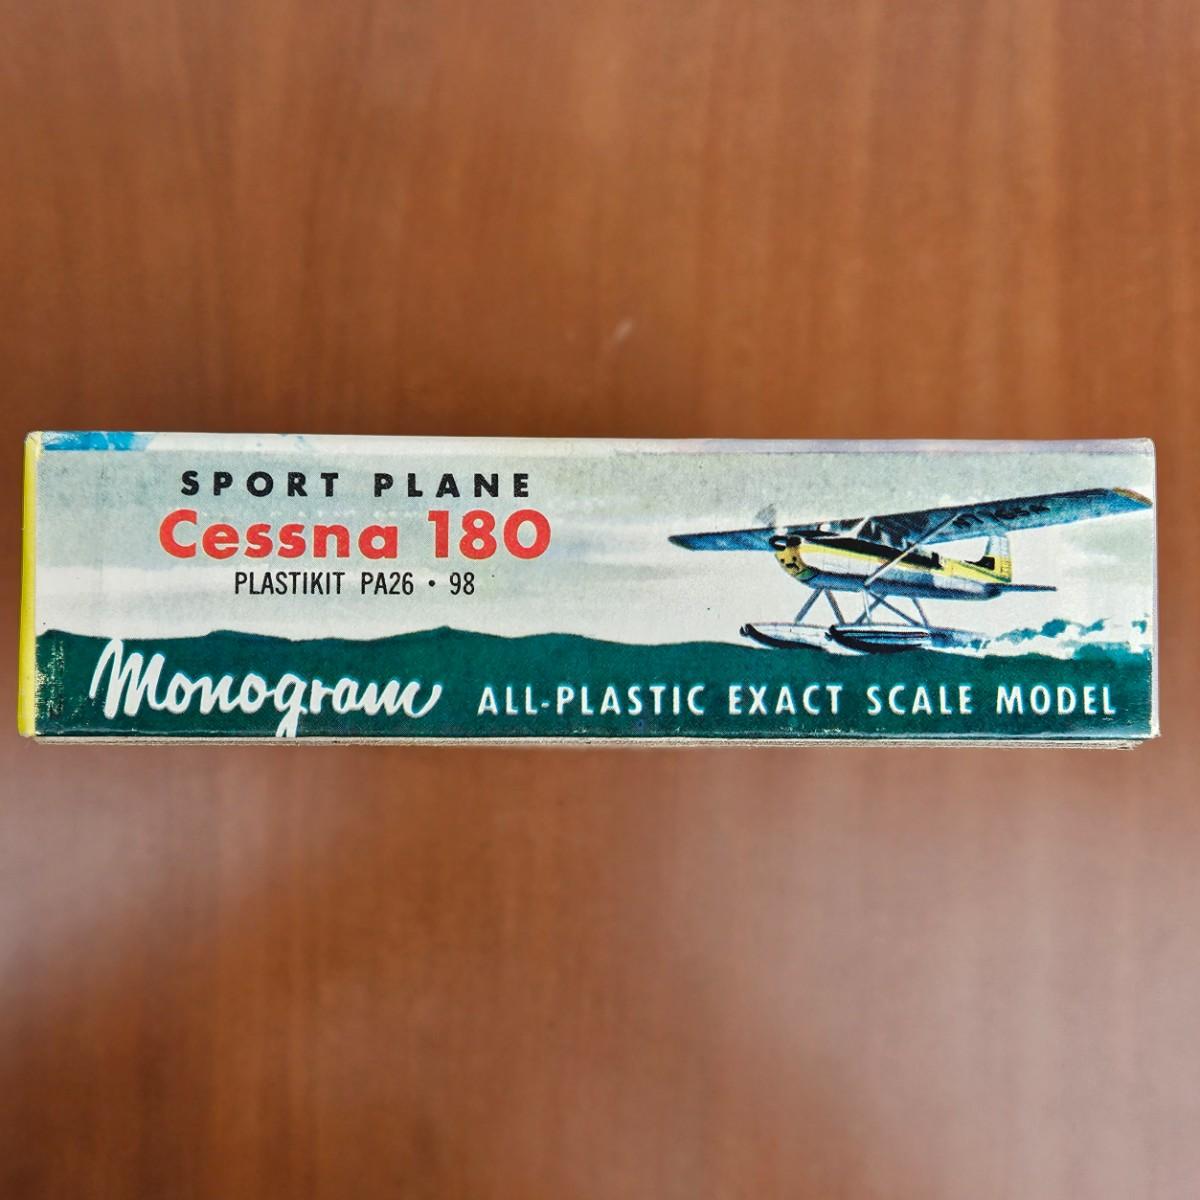 SPORT PLANE
Cessna 180
PLASTIKIT PA26 • 98
Monogram ALL-PLASTIC EXACT SCALE MODEL